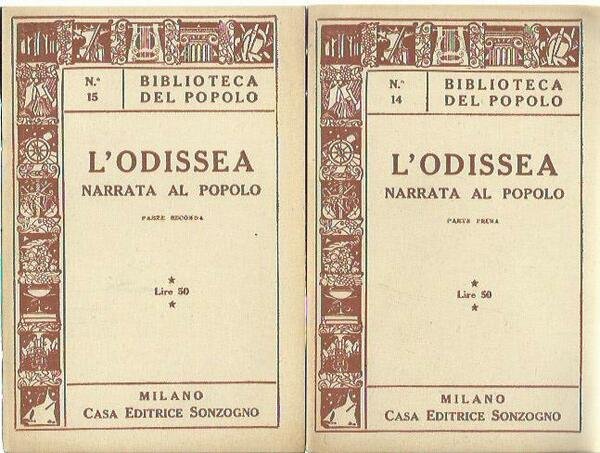 N.º
15
BIBLIOTECA
DEL POPOLO
L'ODISSEA
NARRATA AL POPOLO
PARTE SECONDA
Lire 50
MILANO
CASA EDITRICE SONZOGNO
N.º
14
BIBLIOTECA
DEL POPOLO
L'ODISSEA
NARRATA AL POPOLO
PARTE PRIMA
Lire 50
MILANO
CASA EDITRICE SONZOGNO